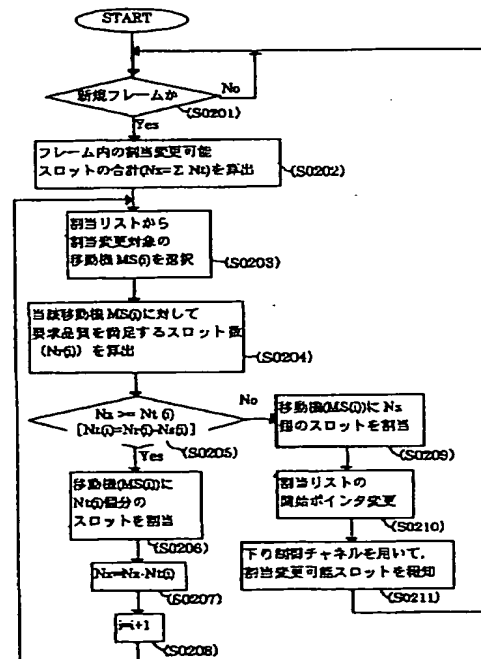 START
新規フレームか
No
(S0201)
Yes
フレーム内の割当変更可能
スロットの合計(Nx=Σ Nt)を算出
(S0202)
割当リストから
割当変更対象の
移動機 MS(i)を選択
(S0203)
当該移動機 MS(i)に対して
要求品質を満足するスロット数
(Nr(i)) を算出
(S0204)
Nx >= Nt (i)
[Nt(i)=Nr(i)-Ns(i)]
(S0205)
No
Yes
移動機(MS(i))に
Nt(i)個分の
スロットを割当
(S0206)
Nx=Nx-Nt(i)
(S0207)
i=i+1
(S0208)
移動機(MS(i))に Nx
個のスロットを割当
(S0209)
割当リストの
開始ポインタ変更
(S0210)
下り制御チャネルを用いて,
割当変更可能スロットを報知
(S0211)